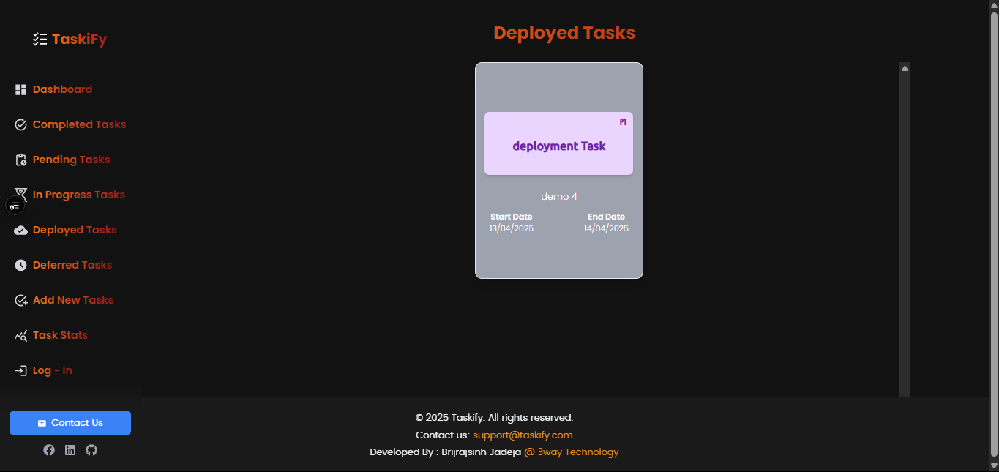 TaskiFy
Dashboard
Completed Tasks
Pending Tasks
In Progress Tasks
Deployed Tasks
Deferred Tasks
Add New Tasks
Task Stats
Log - In
Contact Us
Deployed Tasks
P1
deployment Task
demo 4
Start Date End Date
13/04/2025 14/04/2025
© 2025 Taskify. All rights reserved.
Contact us: support@taskify.com
Developed By : Brijrajsinh Jadeja @ 3way Technology